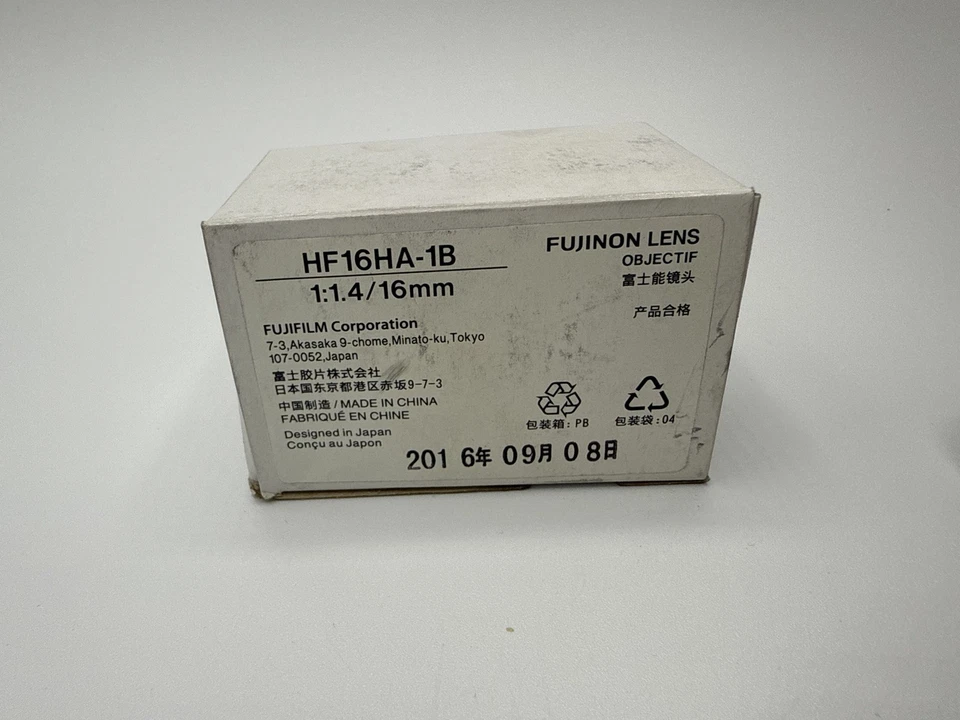 HF16HA-1B
1:1.4/16mm
FUJINON LENS
OBJECTIF
富士能镜头
产品合格
FUJIFILM Corporation
7-3,Akasaka 9-chome,Minato-ku,Tokyo
107-0052,Japan
富士胶片株式会社
日本国东京都港区赤坂9-7-3
中国制造 / MADE IN CHINA
FABRIQUÉ EN CHINE
Designed in Japan
Conçu au Japon
包装箱: PB
包装袋: 04
2016年 09月 08日